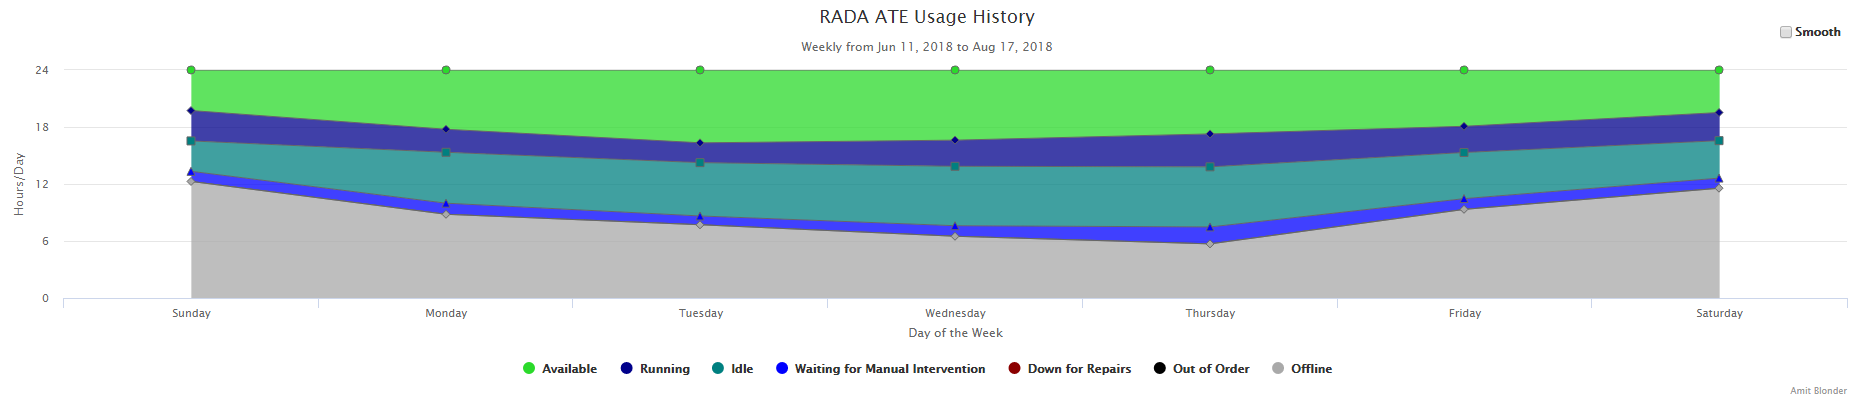 RADA ATE Usage History
Weekly from Jun 11, 2018 to Aug 17, 2018
Smooth
Hours/Day
24
18
12
6
0
Sunday Monday Tuesday Wednesday Thursday Friday Saturday
Day of the Week
Available Running Idle Waiting for Manual Intervention Down for Repairs Out of Order Offline
Amit Blonder